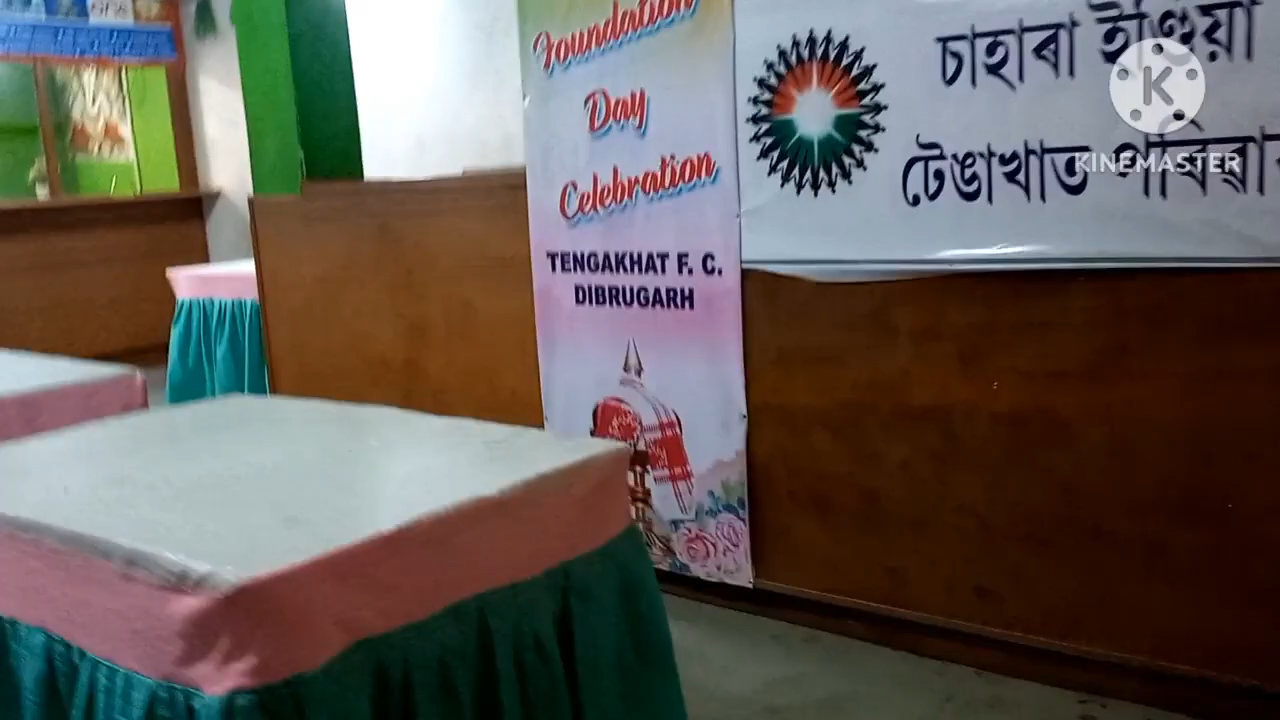 Foundation
Day
Celebration
TENGAKHAT F. C.
DIBRUGARH
চাহাৰা ইণ্ডিয়া
টেঙাখাত
KINEMASTER